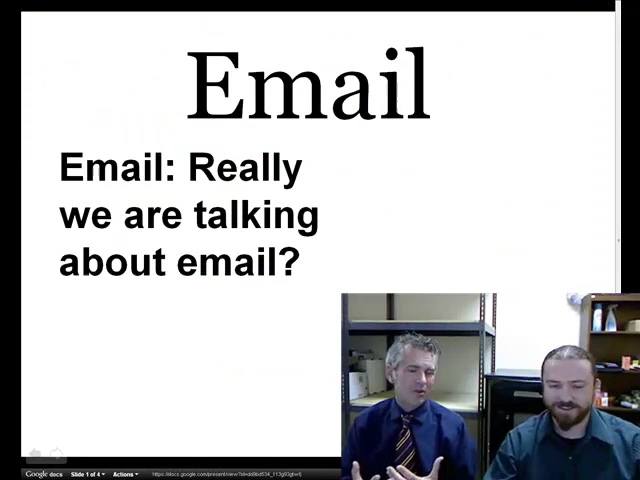 Email
Email: Really
we are talking
about email?
Google docs Slide 1 of 4 Actions